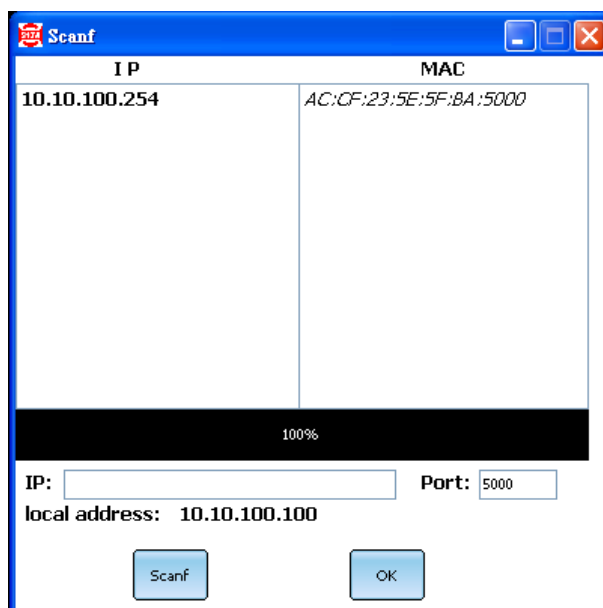 Scanf
I P MAC
10.10.100.254 AC;CF;23;5E;5F;BA;5000
100%
IP: Port: 5000
local address: 10.10.100.100
Scanf OK